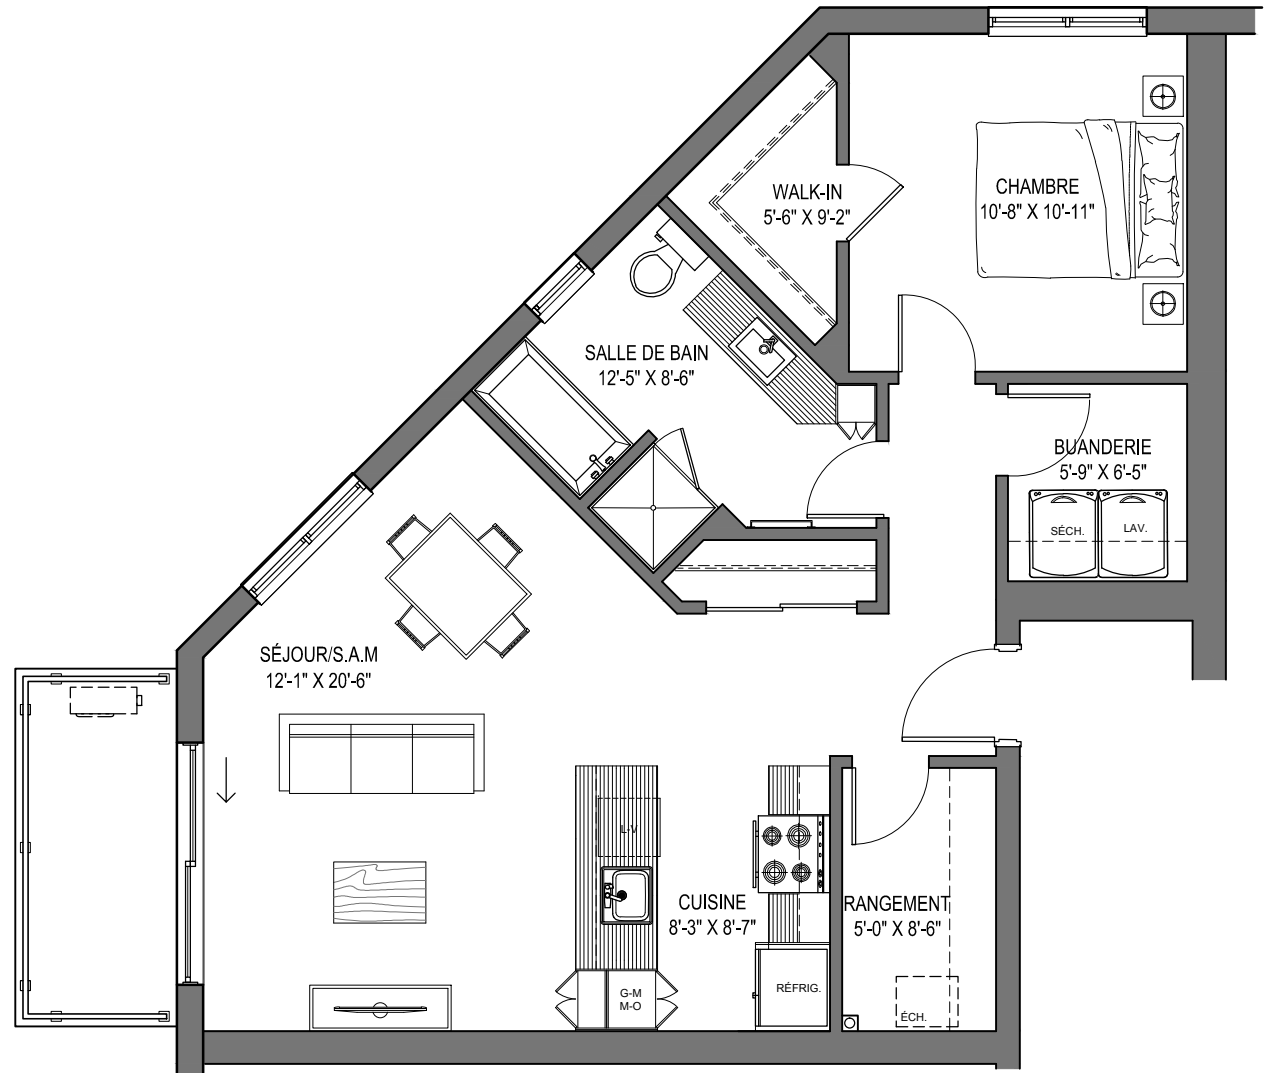 WALK-IN
5'-6" X 9'-2"
CHAMBRE
10'-8" X 10'-11"
SALLE DE BAIN
12'-5" X 8'-6"
BUANDERIE
5'-9" X 6'-5"
SÉCH.
LAV.
SÉJOUR/S.A.M
12'-1" X 20'-6"
L-V
CUISINE
8'-3" X 8'-7"
RANGEMENT
5'-0" X 8'-6"
G-M
M-O
RÉFRIG.
ÉCH.